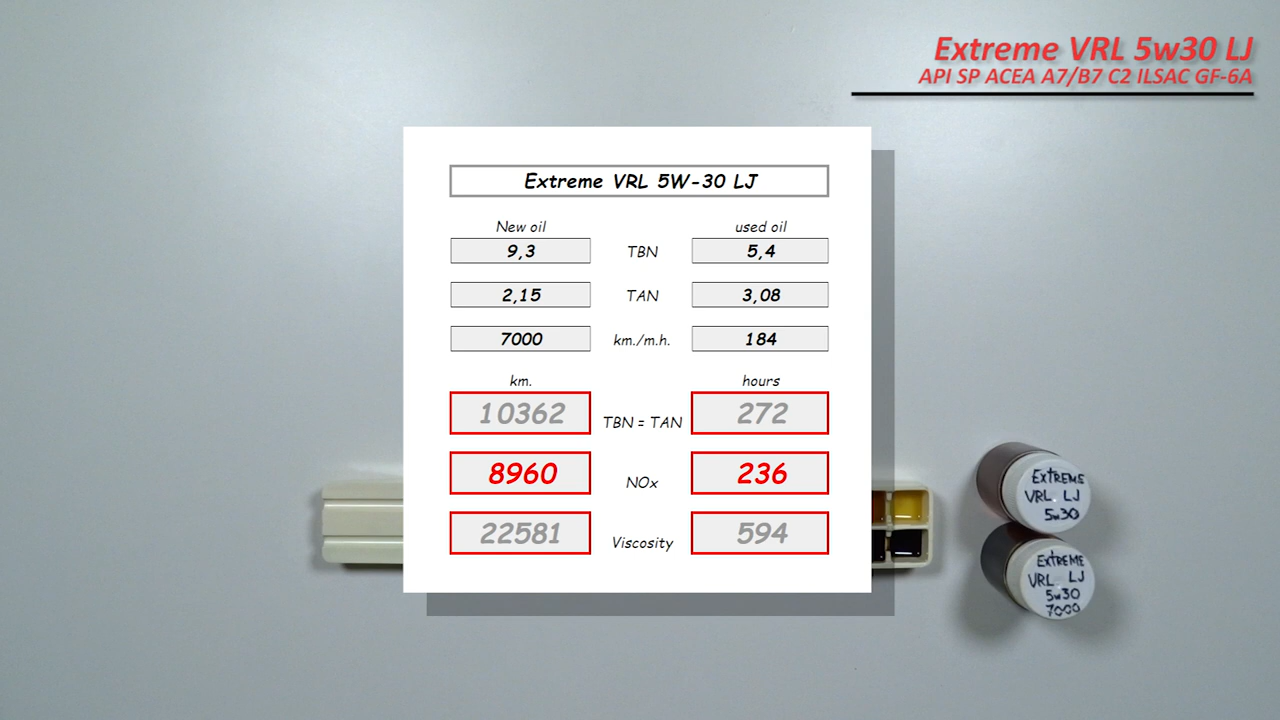 Extreme VRL 5w30 LJ
API SP ACEA A7/B7 C2 ILSAC GF-6A
Extreme VRL 5W-30 LJ
New oil used oil
9,3 TBN 5,4
2,15 TAN 3,08
7000 km./m.h. 184
km. hours
10362 TBN = TAN 272
8960 NOx 236
22581 Viscosity 594
EXTREME
VRL LJ
5w30
EXTREME
VRL LJ
5w30
7000